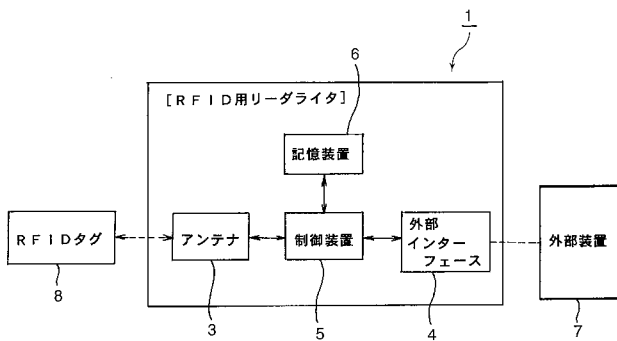 1
6
[ＲＦＩＤ用リーダライタ]
記憶装置
ＲＦＩＤタグ
アンテナ
制御装置
外部
インター
フェース
外部装置
8
3
5
4
7